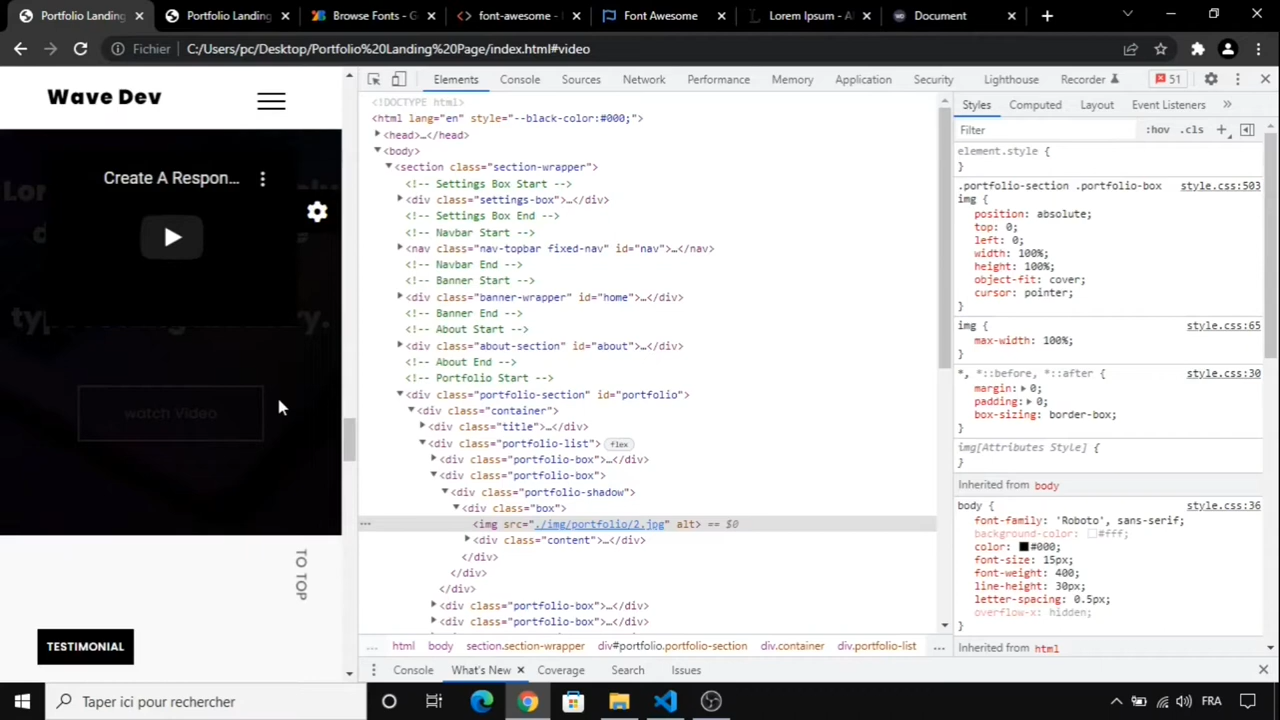 Portfolio Landing
Portfolio Landing
Browse Fonts - G
font-awesome -
Font Awesome
Lorem Ipsum - Al
Document
Fichier
C:/Users/pc/Desktop/Portfolio%20Landing%20Page/index.html#video
Wave Dev
Create A Respon...
watch Video
TO TOP
TESTIMONIAL
Elements Console Sources Network Performance Memory Application Security Lighthouse Recorder 51
<!DOCTYPE html>
<html lang="en" style="--black-color:#000;">
<head>…</head>
<body>
<section class="section-wrapper">
<!-- Settings Box Start -->
<div class="settings-box">…</div>
<!-- Settings Box End -->
<!-- Navbar Start -->
<nav class="nav-topbar fixed-nav" id="nav">…</nav>
<!-- Navbar End -->
<!-- Banner Start -->
<div class="banner-wrapper" id="home">…</div>
<!-- Banner End -->
<!-- About Start -->
<div class="about-section" id="about">…</div>
<!-- About End -->
<!-- Portfolio Start -->
<div class="portfolio-section" id="portfolio">
<div class="container">
<div class="title">…</div>
<div class="portfolio-list"> flex
<div class="portfolio-box">…</div>
<div class="portfolio-box">
<div class="portfolio-shadow">
<div class="box">
<img src="./img/portfolio/2.jpg" alt> == $0
<div class="content">…</div>
</div>
</div>
</div>
<div class="portfolio-box">…</div>
<div class="portfolio-box">…</div>
... html body section.section-wrapper div#portfolio.portfolio-section div.container div.portfolio-list ...
Styles Computed Layout Event Listeners »
Filter :hov .cls +
element.style {
}
.portfolio-section .portfolio-box style.css:503
img {
position: absolute;
top: 0;
left: 0;
width: 100%;
height: 100%;
object-fit: cover;
cursor: pointer;
}
img { style.css:65
max-width: 100%;
}
*, *::before, *::after { style.css:30
margin: 0;
padding: 0;
box-sizing: border-box;
}
img[Attributes Style] {
}
Inherited from body
body { style.css:36
font-family: 'Roboto', sans-serif;
background-color: #fff;
color: #000;
font-size: 15px;
font-weight: 400;
line-height: 30px;
letter-spacing: 0.5px;
overflow-x: hidden;
}
Inherited from html
Console What's New Coverage Search Issues
Taper ici pour rechercher
FRA